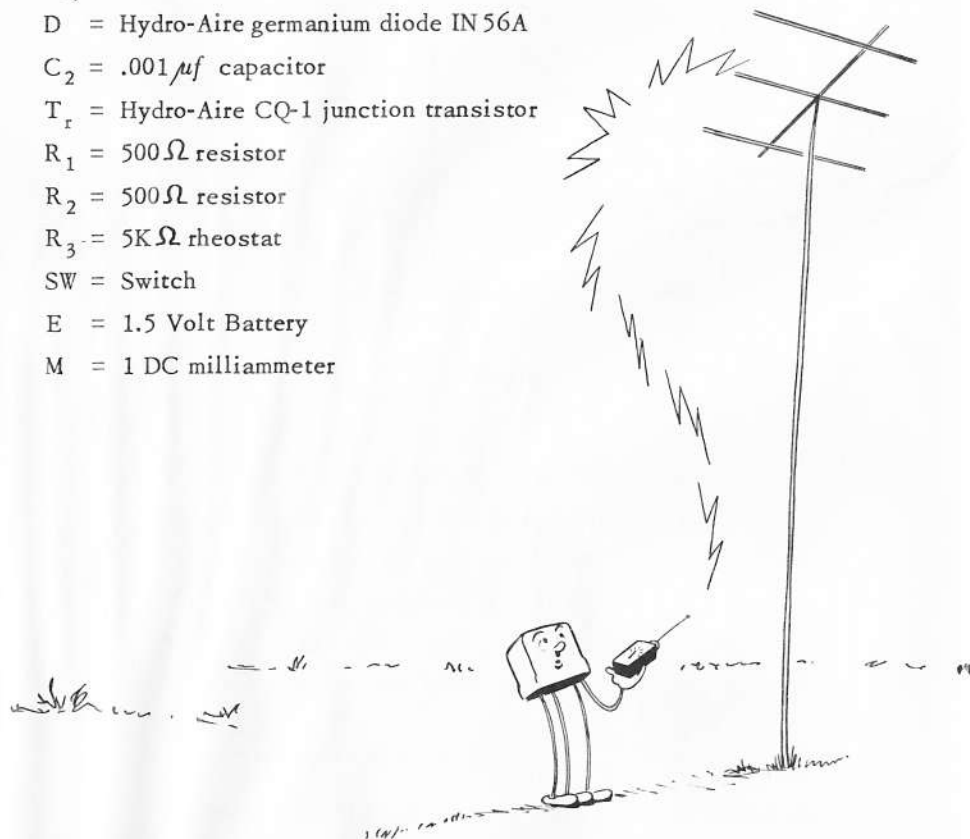 D = Hydro-Aire germanium diode IN 56A
C₂ = .001 μf capacitor
Tᵣ = Hydro-Aire CQ-1 junction transistor
R₁ = 500 Ω resistor
R₂ = 500 Ω resistor
R₃ = 5K Ω rheostat
SW = Switch
E = 1.5 Volt Battery
M = 1 DC milliammeter